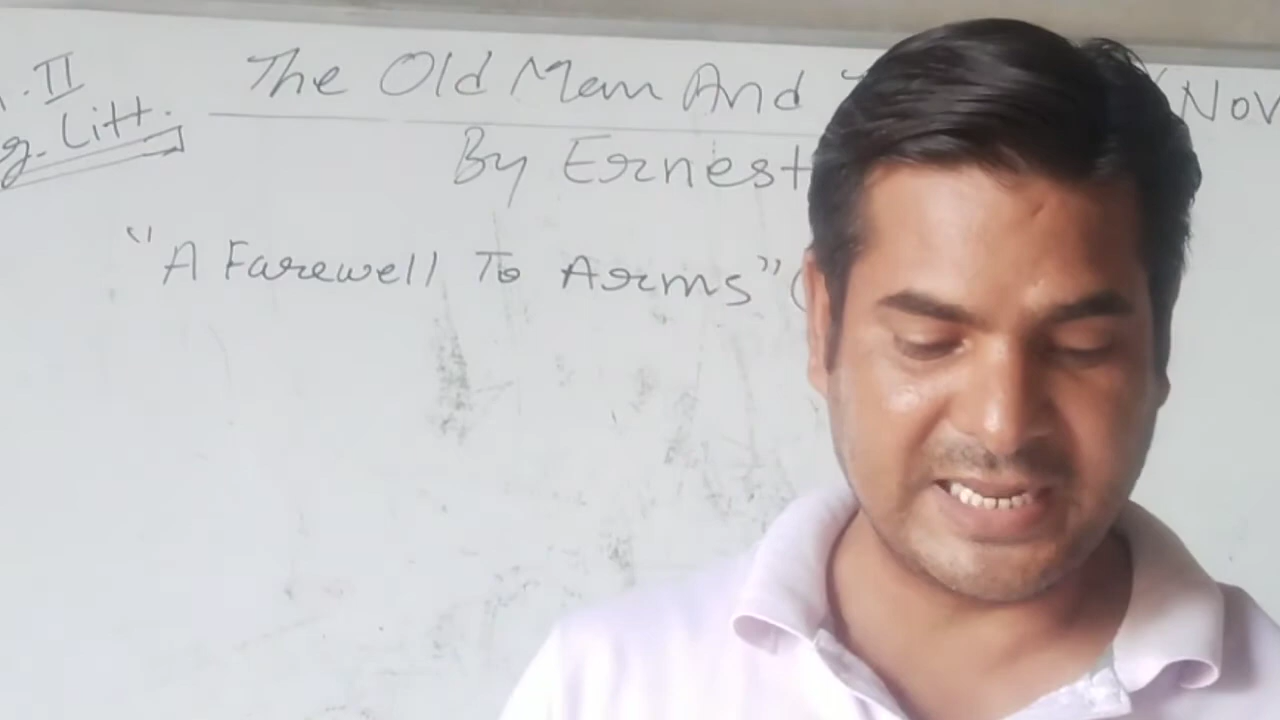 II
The Old Man And (Nov
g. Litt.
By Ernest
"A Farewell To Arms" (